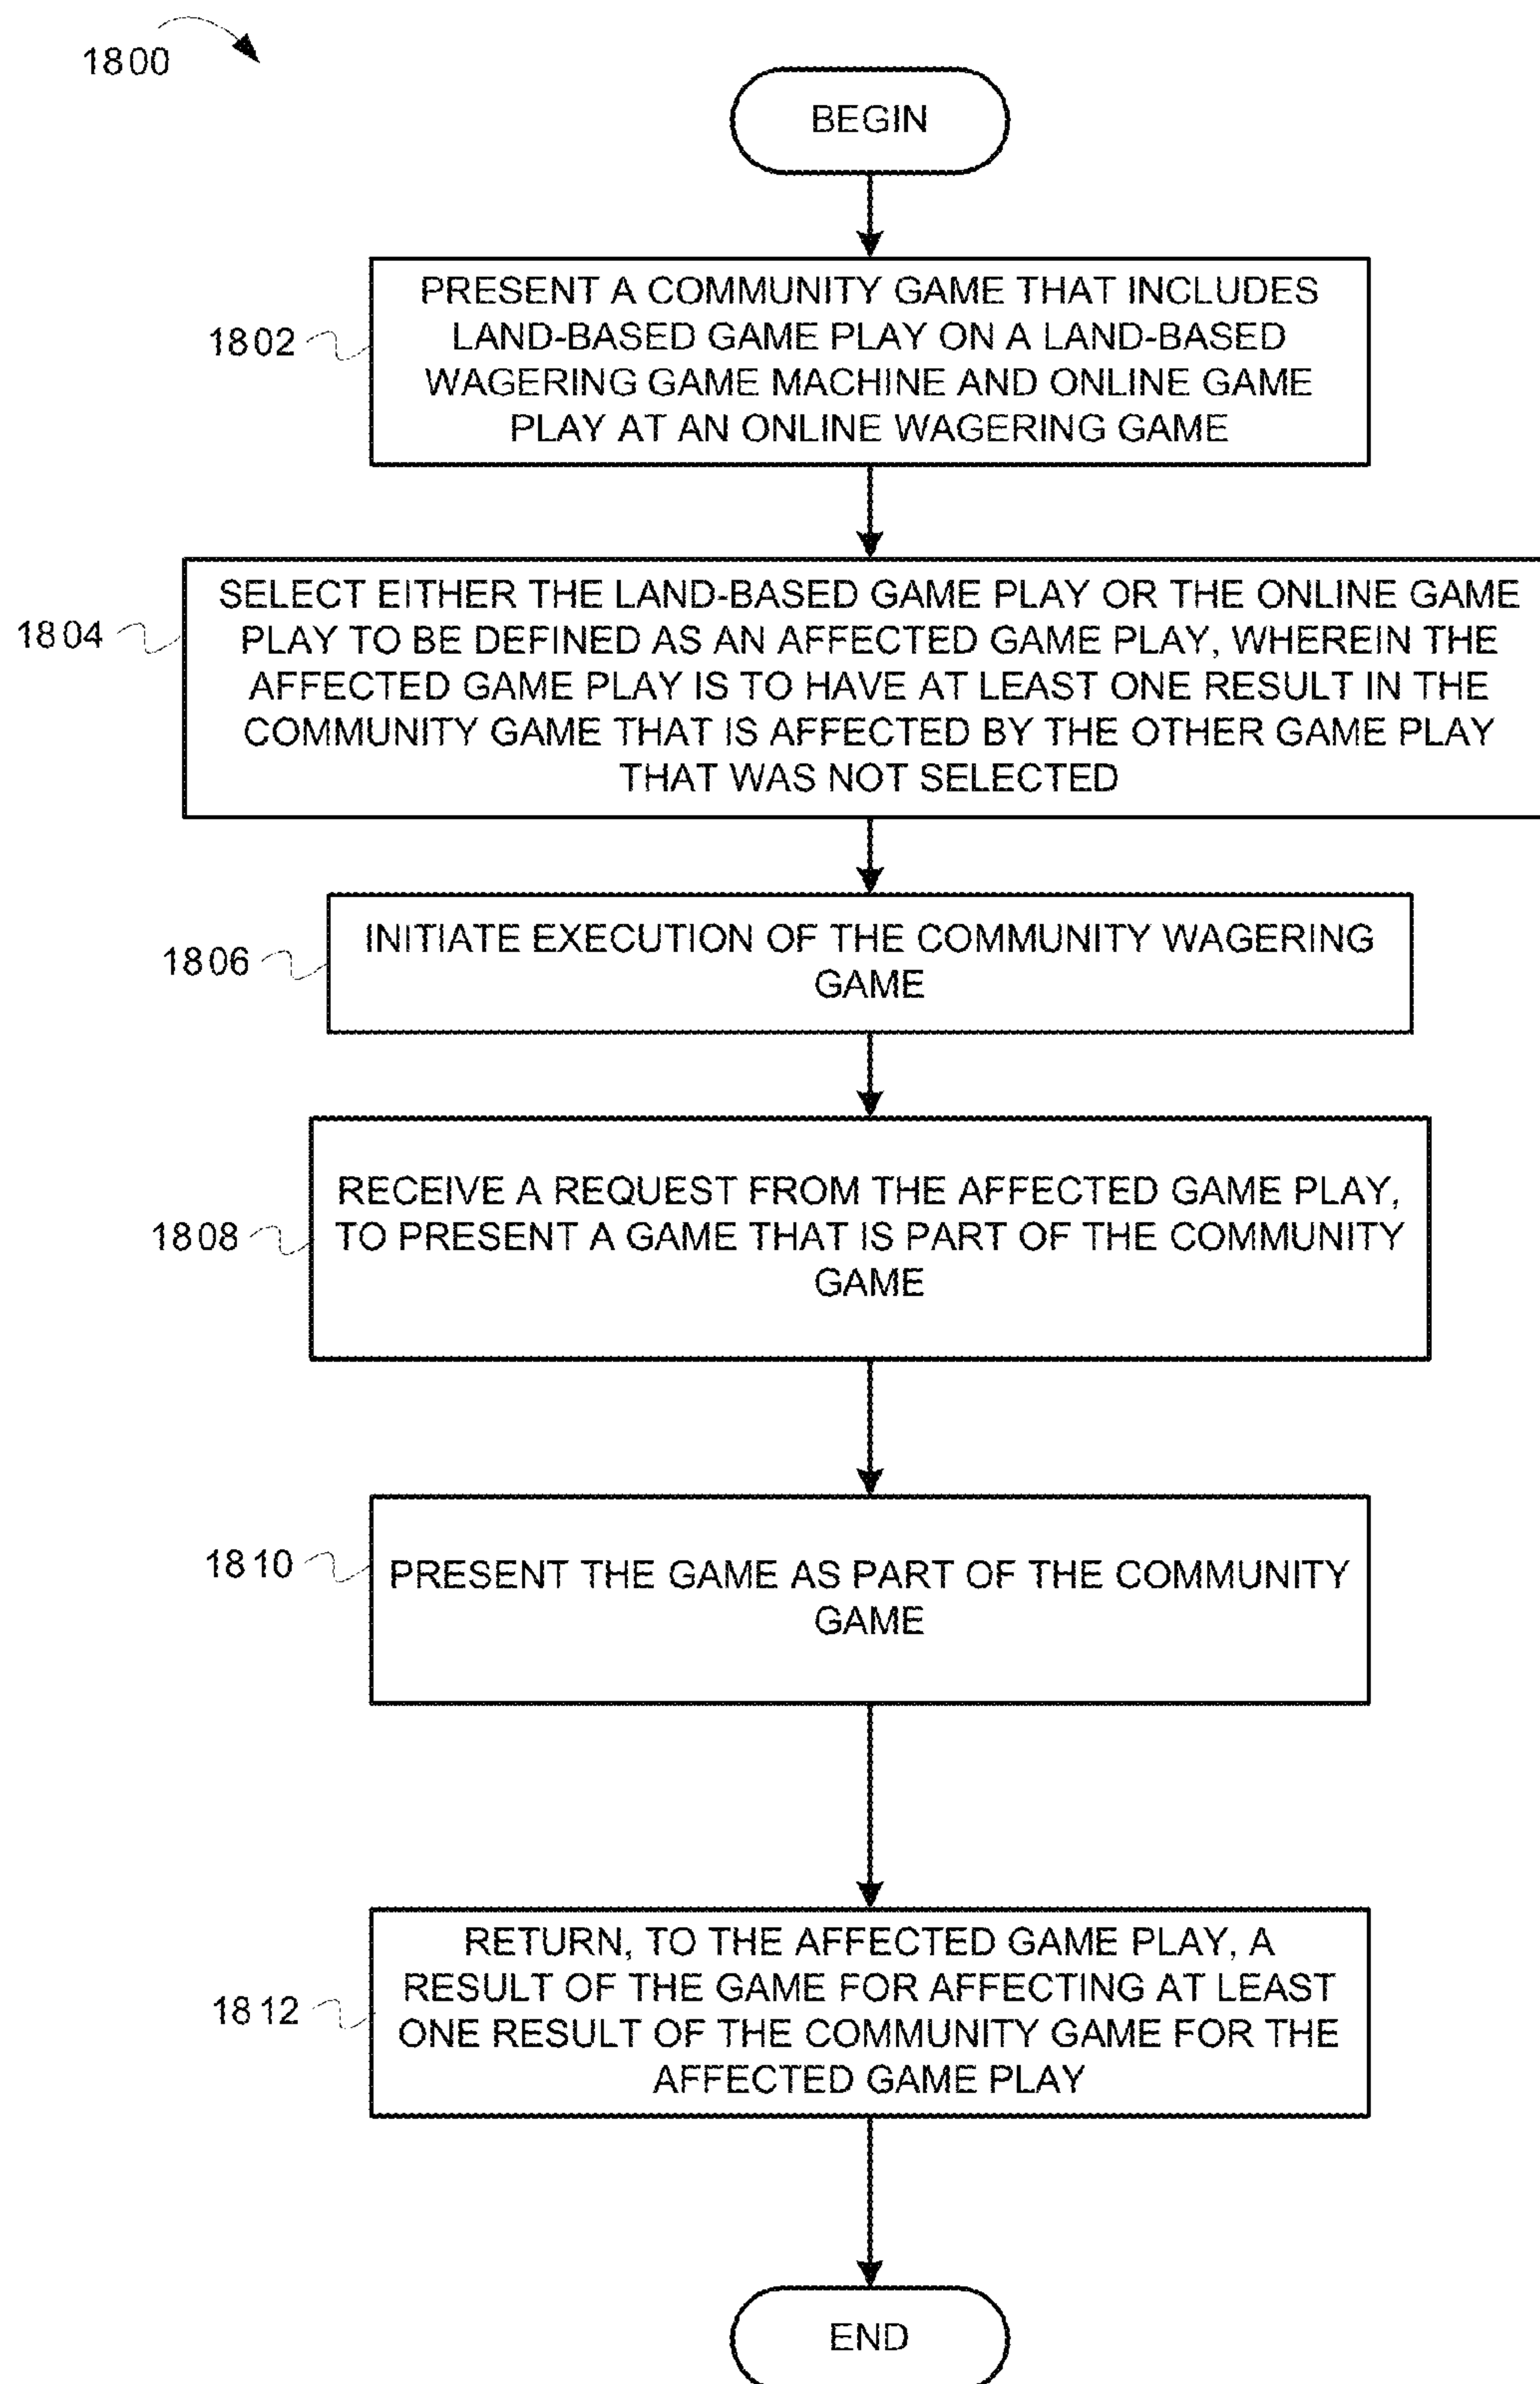 1800
BEGIN
1802
PRESENT A COMMUNITY GAME THAT INCLUDES
LAND-BASED GAME PLAY ON A LAND-BASED
WAGERING GAME MACHINE AND ONLINE GAME
PLAY AT AN ONLINE WAGERING GAME
1804
SELECT EITHER THE LAND-BASED GAME PLAY OR THE ONLINE GAME
PLAY TO BE DEFINED AS AN AFFECTED GAME PLAY, WHEREIN THE
AFFECTED GAME PLAY IS TO HAVE AT LEAST ONE RESULT IN THE
COMMUNITY GAME THAT IS AFFECTED BY THE OTHER GAME PLAY
THAT WAS NOT SELECTED
1806
INITIATE EXECUTION OF THE COMMUNITY WAGERING
GAME
1808
RECEIVE A REQUEST FROM THE AFFECTED GAME PLAY,
TO PRESENT A GAME THAT IS PART OF THE COMMUNITY
GAME
1810
PRESENT THE GAME AS PART OF THE COMMUNITY
GAME
1812
RETURN, TO THE AFFECTED GAME PLAY, A
RESULT OF THE GAME FOR AFFECTING AT LEAST
ONE RESULT OF THE COMMUNITY GAME FOR THE
AFFECTED GAME PLAY
END